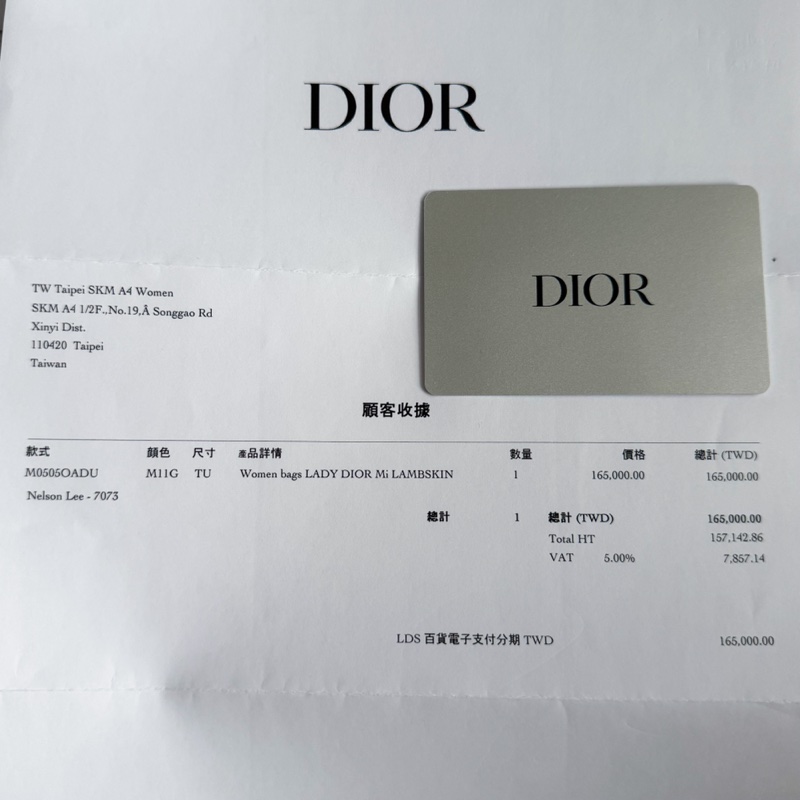 DIOR
DIOR
TW Taipei SKM A4 Women
SKM A4 1/2F.,No.19,Â Songgao Rd
Xinyi Dist.
110420 Taipei
Taiwan
顧客收據
款式 顏色 尺寸 產品詳情 數量 價格 總計 (TWD)
M0505OADU M11G TU Women bags LADY DIOR Mi LAMBSKIN 1 165,000.00 165,000.00
Nelson Lee - 7073
總計 1 總計 (TWD) 165,000.00
Total HT 157,142.86
VAT 5.00% 7,857.14
LDS 百貨電子支付分期 TWD 165,000.00